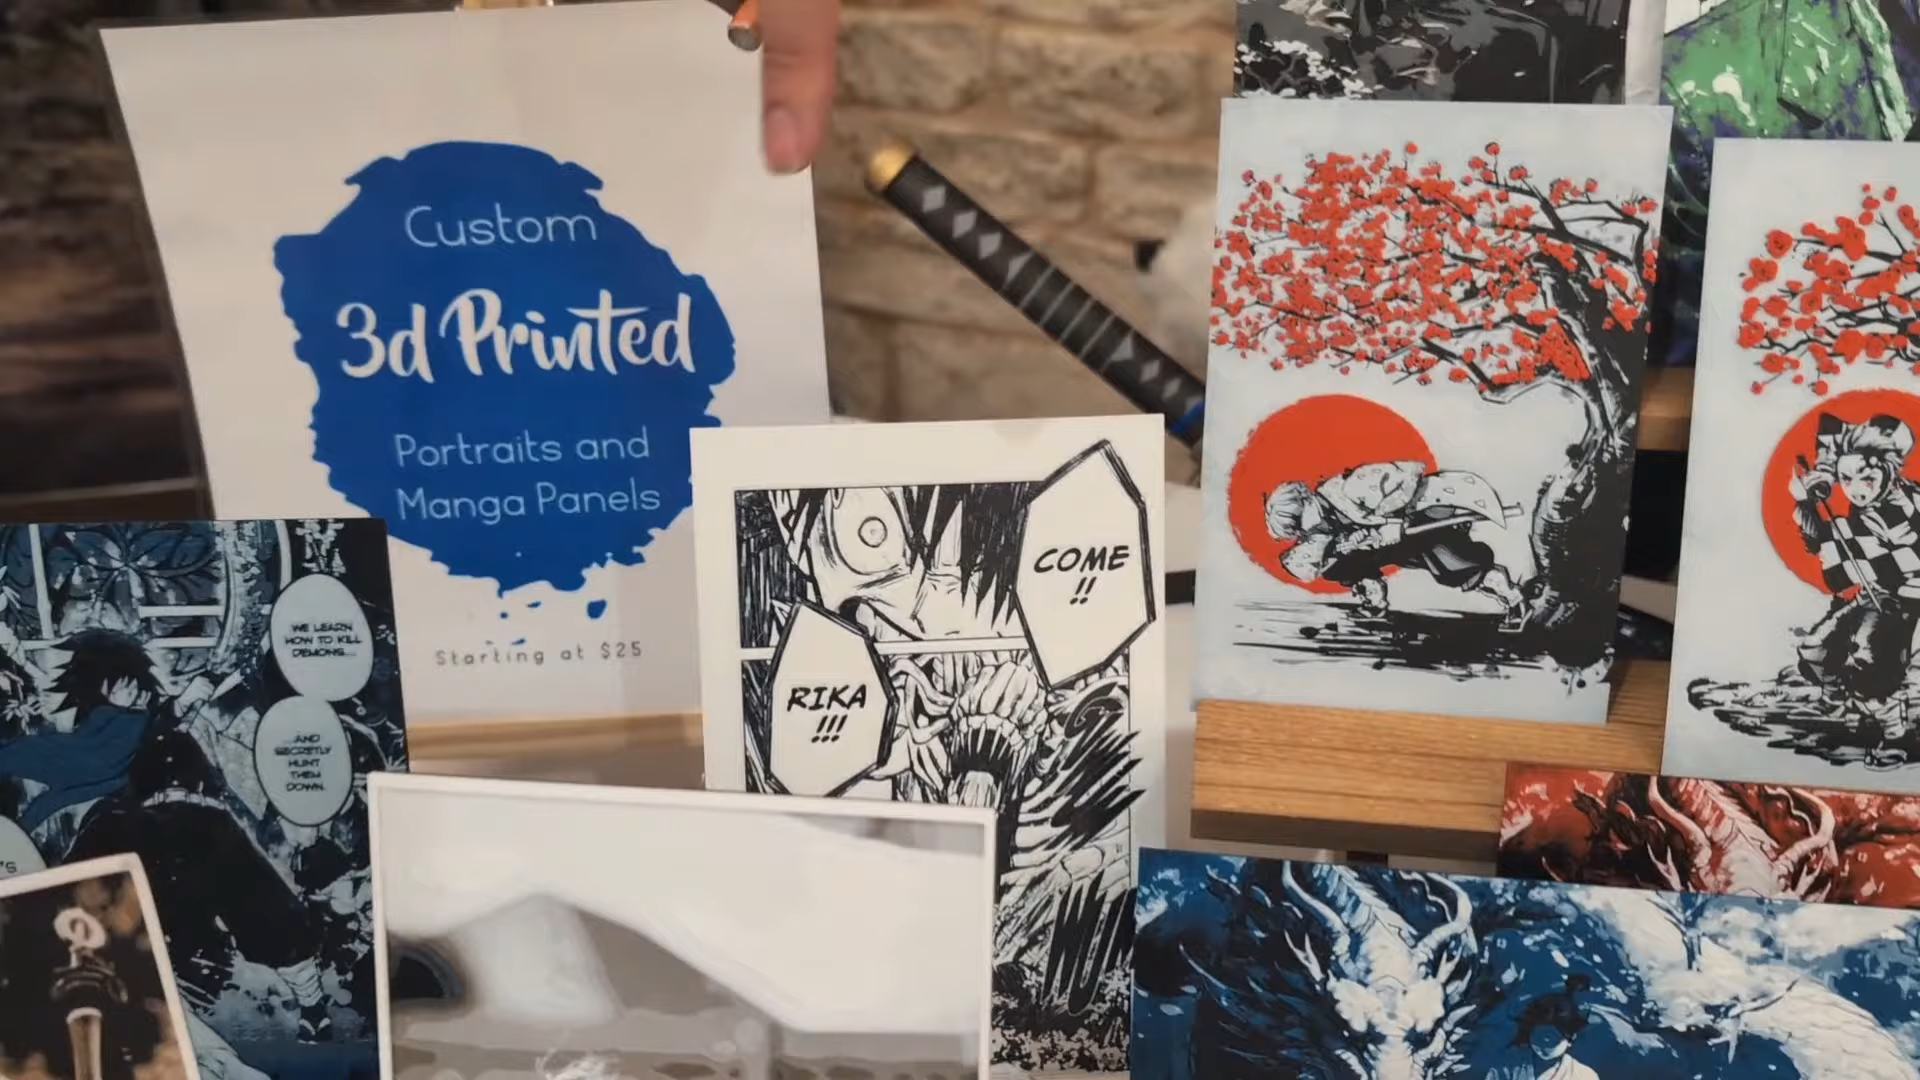 Custom
3d Printed
Portraits and
Manga Panels
Starting at $25
COME
!!
RIKA
!!!
WE LEARN
HOW TO KILL
DEMONS...
...AND
SECRETLY
HUNT
THEM
DOWN.
'S